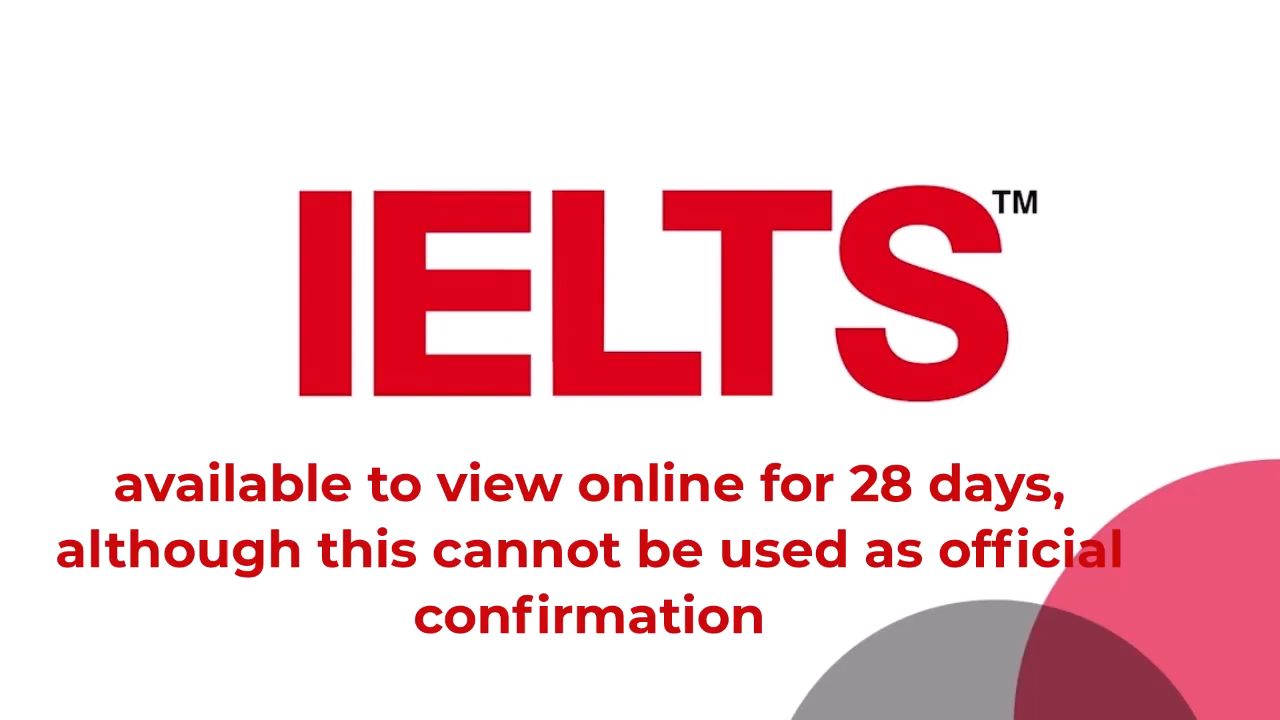 IELTS™
available to view online for 28 days,
although this cannot be used as official
confirmation